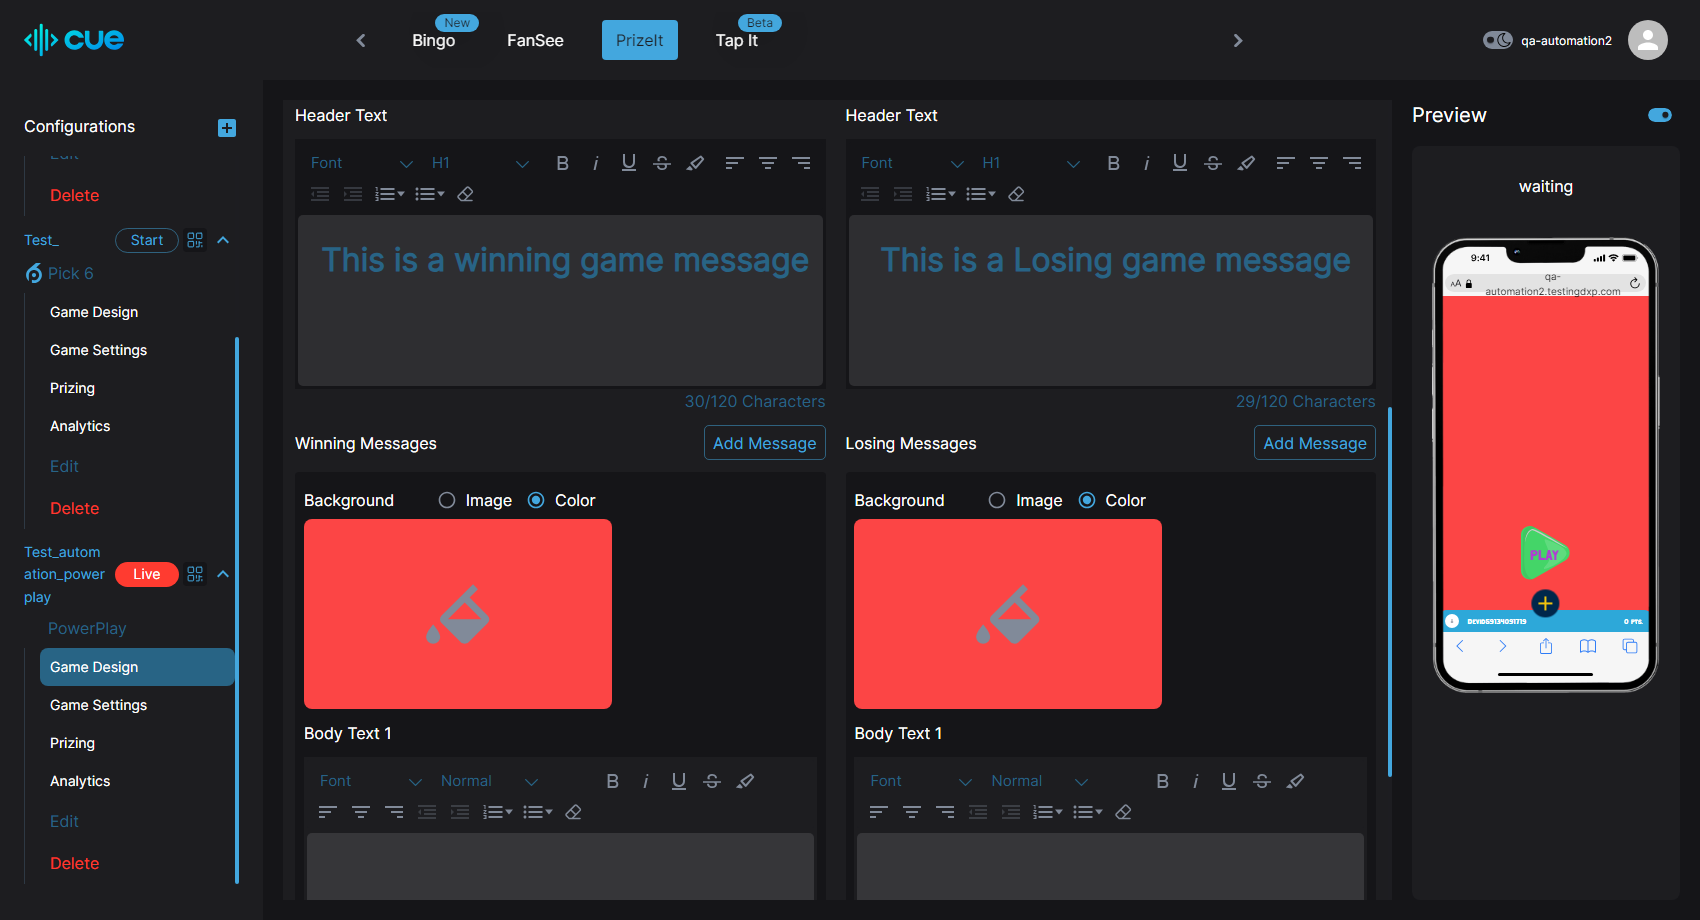 cue
New
Bingo
FanSee
PrizeIt
Beta
Tap It
qa-automation2
Configurations
Edit
Delete
Test_
Start
Pick 6
Game Design
Game Settings
Prizing
Analytics
Edit
Delete
Test_autom
ation_power
play
Live
PowerPlay
Game Design
Game Settings
Prizing
Analytics
Edit
Delete
Header Text
Font
H1
B
i
U
S
This is a winning game message
30/120 Characters
Winning Messages
Add Message
Background
Image
Color
Body Text 1
Font
Normal
B
i
U
S
Header Text
Font
H1
B
i
U
S
This is a Losing game message
29/120 Characters
Losing Messages
Add Message
Background
Image
Color
Body Text 1
Font
Normal
B
i
U
S
Preview
waiting
9:41
AA
qa-
automation2.testingdxp.com
PLAY
0 PTS.